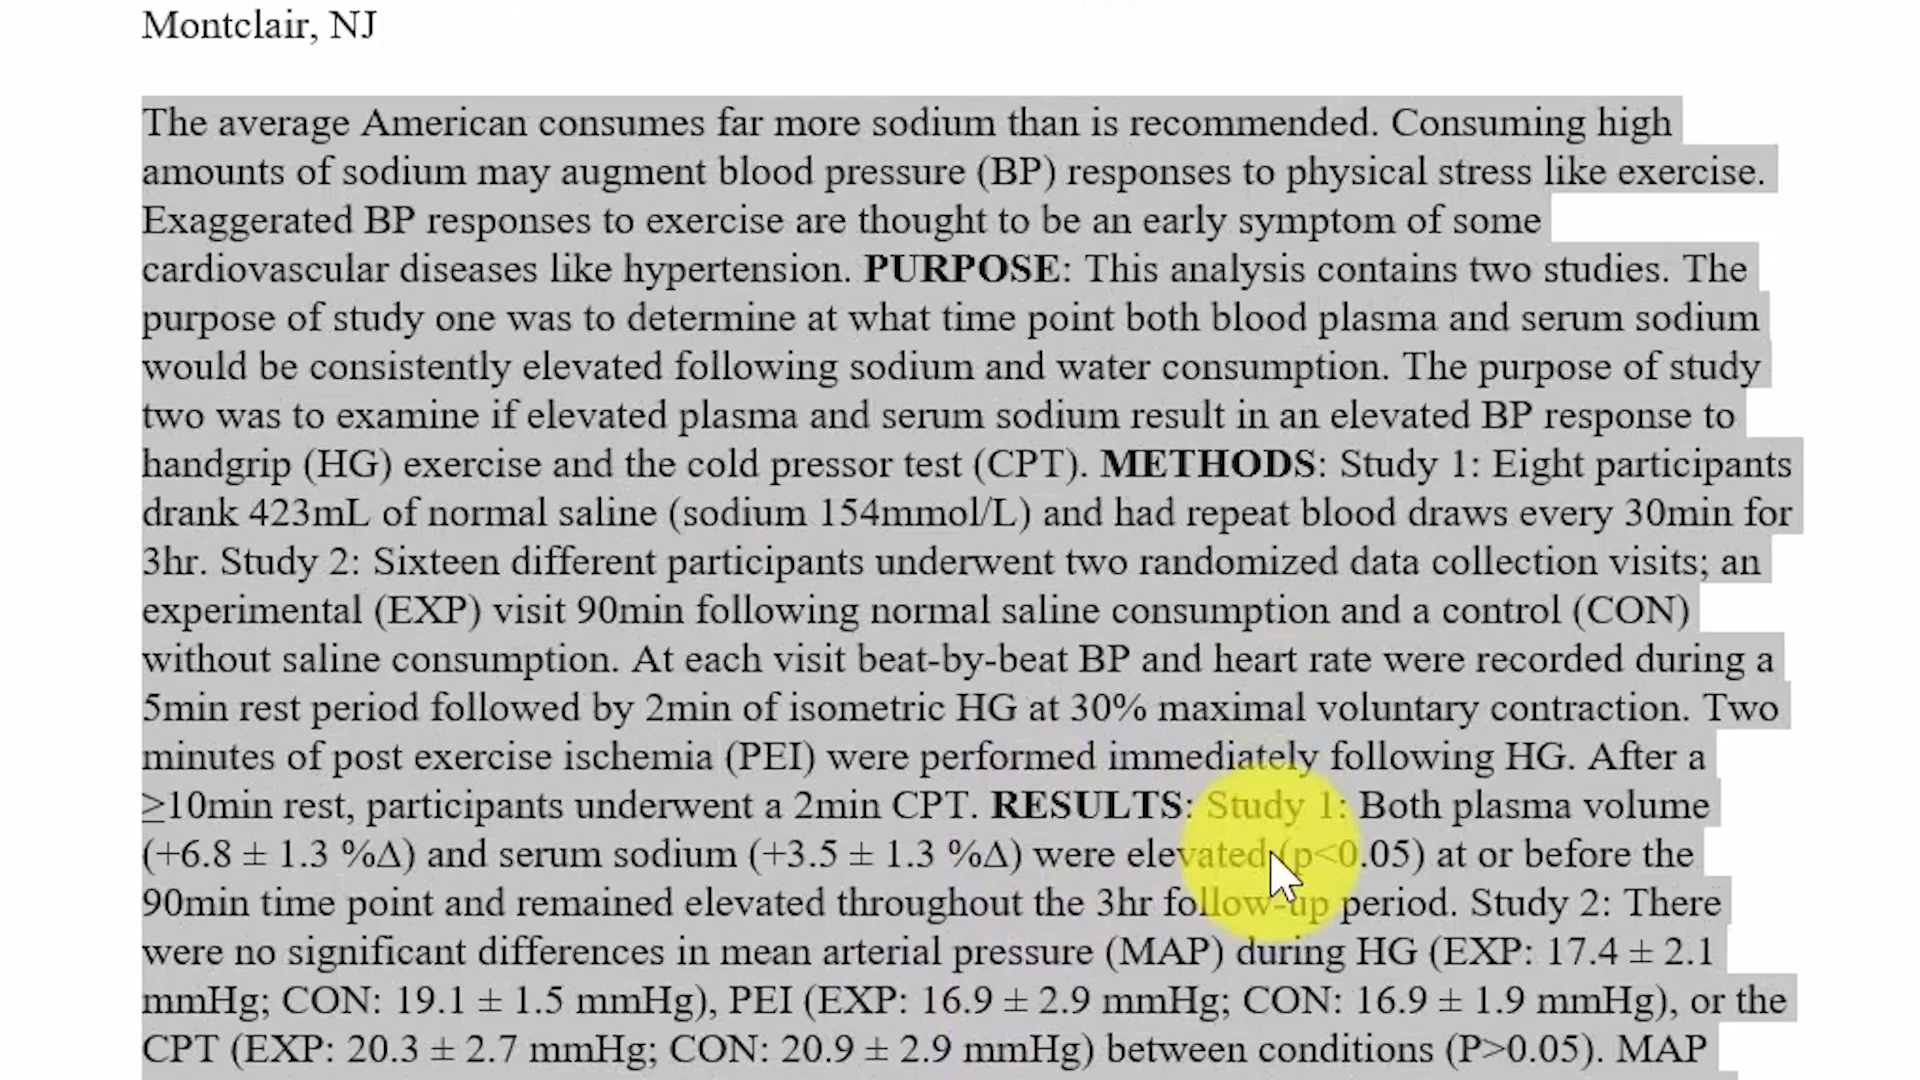 Montclair, NJ
The average American consumes far more sodium than is recommended. Consuming high
amounts of sodium may augment blood pressure (BP) responses to physical stress like exercise.
Exaggerated BP responses to exercise are thought to be an early symptom of some
cardiovascular diseases like hypertension. PURPOSE: This analysis contains two studies. The
purpose of study one was to determine at what time point both blood plasma and serum sodium
would be consistently elevated following sodium and water consumption. The purpose of study
two was to examine if elevated plasma and serum sodium result in an elevated BP response to
handgrip (HG) exercise and the cold pressor test (CPT). METHODS: Study 1: Eight participants
drank 423mL of normal saline (sodium 154mmol/L) and had repeat blood draws every 30min for
3hr. Study 2: Sixteen different participants underwent two randomized data collection visits; an
experimental (EXP) visit 90min following normal saline consumption and a control (CON)
without saline consumption. At each visit beat-by-beat BP and heart rate were recorded during a
5min rest period followed by 2min of isometric HG at 30% maximal voluntary contraction. Two
minutes of post exercise ischemia (PEI) were performed immediately following HG. After a
≥10min rest, participants underwent a 2min CPT. RESULTS: Study 1: Both plasma volume
(+6.8 ± 1.3 %Δ) and serum sodium (+3.5 ± 1.3 %Δ) were elevated (p<0.05) at or before the
90min time point and remained elevated throughout the 3hr follow-up period. Study 2: There
were no significant differences in mean arterial pressure (MAP) during HG (EXP: 17.4 ± 2.1
mmHg; CON: 19.1 ± 1.5 mmHg), PEI (EXP: 16.9 ± 2.9 mmHg; CON: 16.9 ± 1.9 mmHg), or the
CPT (EXP: 20.3 ± 2.7 mmHg; CON: 20.9 ± 2.9 mmHg) between conditions (P>0.05). MAP